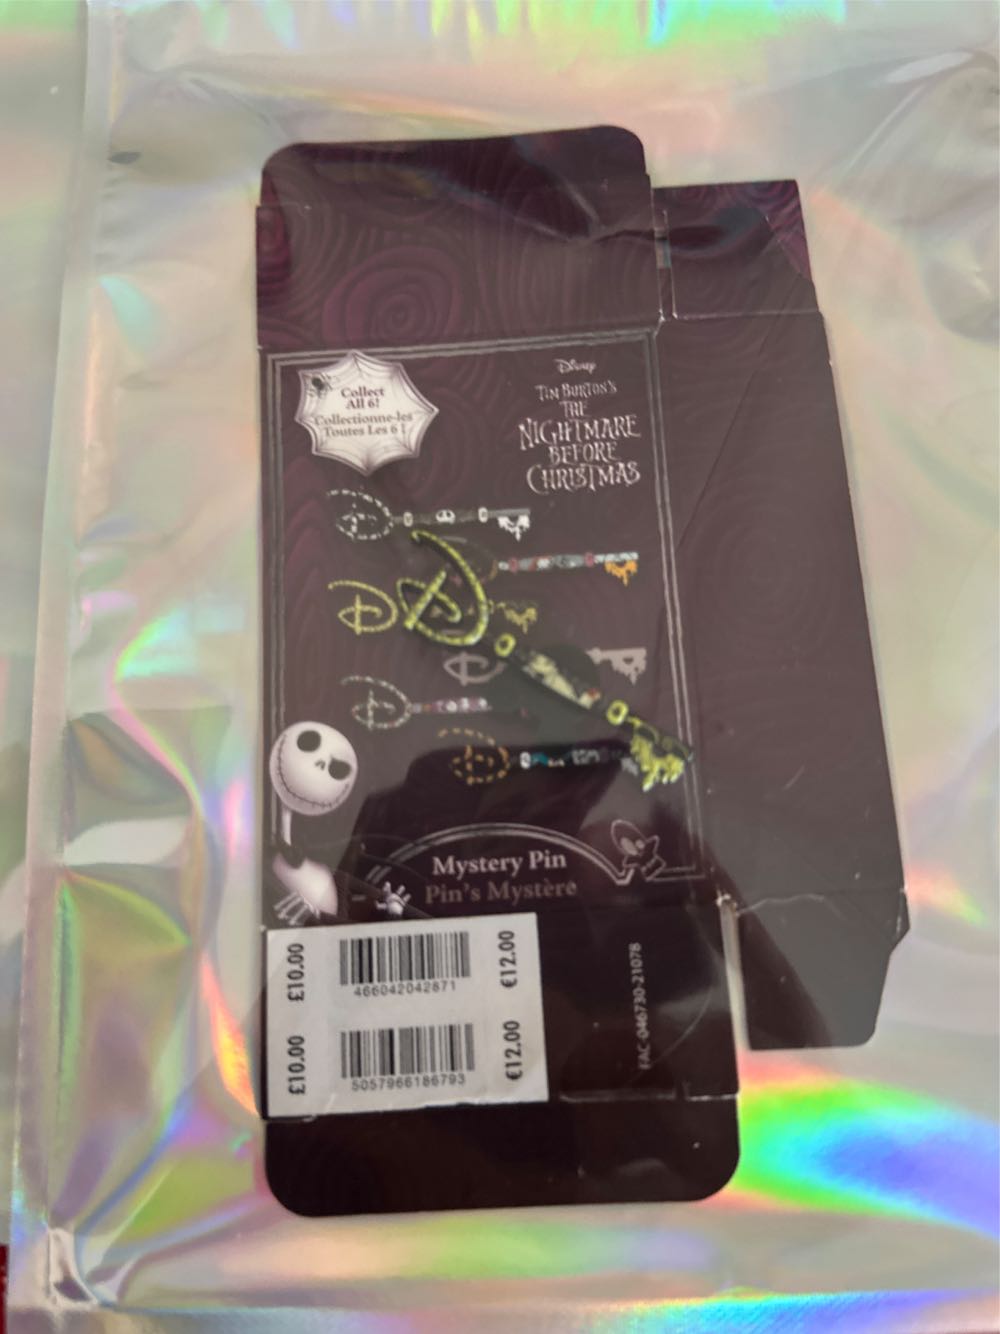 Collect
All 6!
Collectionne-les
Toutes Les 6 !
Disney
TIM BURTON'S
THE
NIGHTMARE
BEFORE
CHRISTMAS
Mystery Pin
Pin's Mystère
£10.00
466042042871
€12.00
£10.00
5057966186793
€12.00
FAC-046730-21078